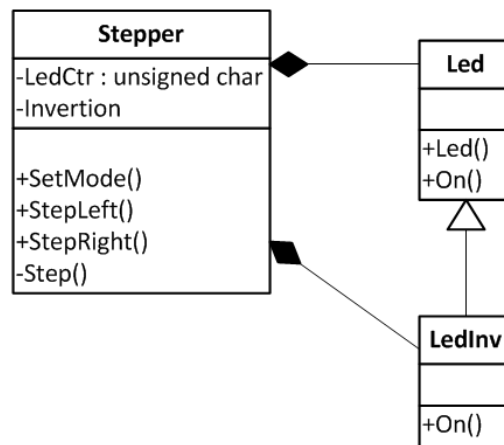 Stepper
-LedCtr : unsigned char
-Invertion
+SetMode()
+StepLeft()
+StepRight()
-Step()
Led
+Led()
+On()
LedInv
+On()